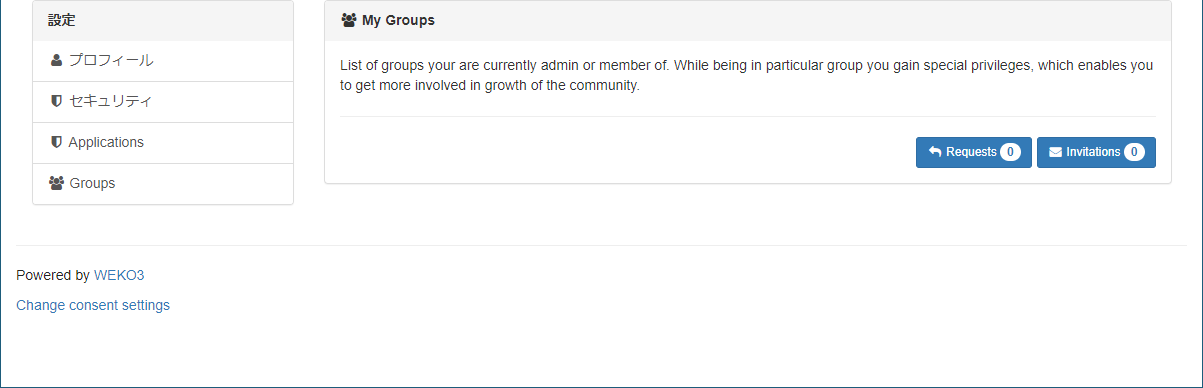 設定
プロフィール
セキュリティ
Applications
Groups
My Groups
List of groups your are currently admin or member of. While being in particular group you gain special privileges, which enables you
to get more involved in growth of the community.
Requests 0 Invitations 0
Powered by WEKO3
Change consent settings